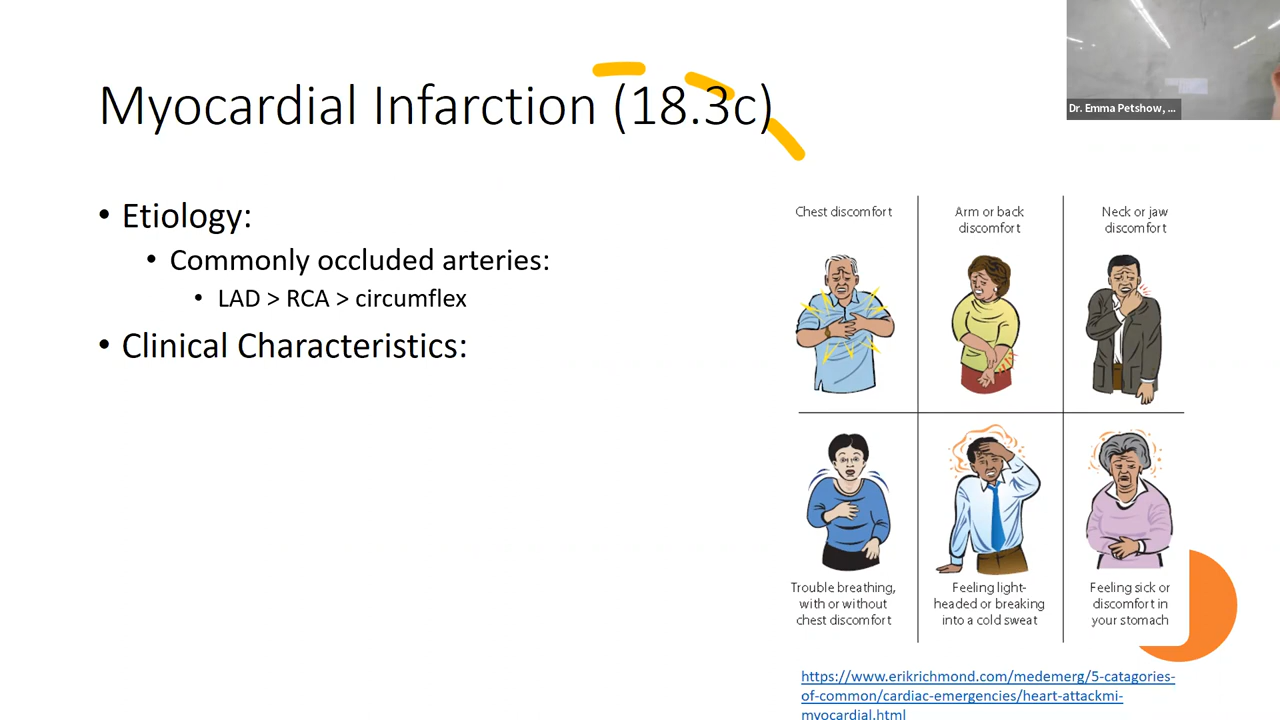 Myocardial Infarction (18.3c)
Dr. Emma Petshow, ...
• Etiology:
• Commonly occluded arteries:
• LAD > RCA > circumflex
• Clinical Characteristics:
Chest discomfort
Arm or back
discomfort
Neck or jaw
discomfort
Trouble breathing,
with or without
chest discomfort
Feeling light-
headed or breaking
into a cold sweat
Feeling sick or
discomfort in
your stomach
https://www.erikrichmond.com/medemerg/5-catagories-
of-common/cardiac-emergencies/heart-attackmi-
myocardial.html